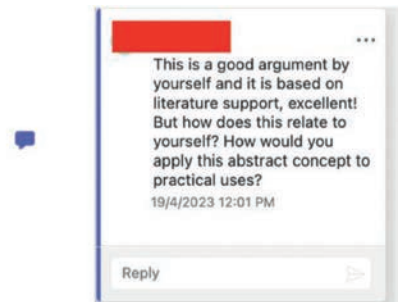 This is a good argument by
yourself and it is based on
literature support, excellent!
But how does this relate to
yourself? How would you
apply this abstract concept to
practical uses?
19/4/2023 12:01 PM
Reply